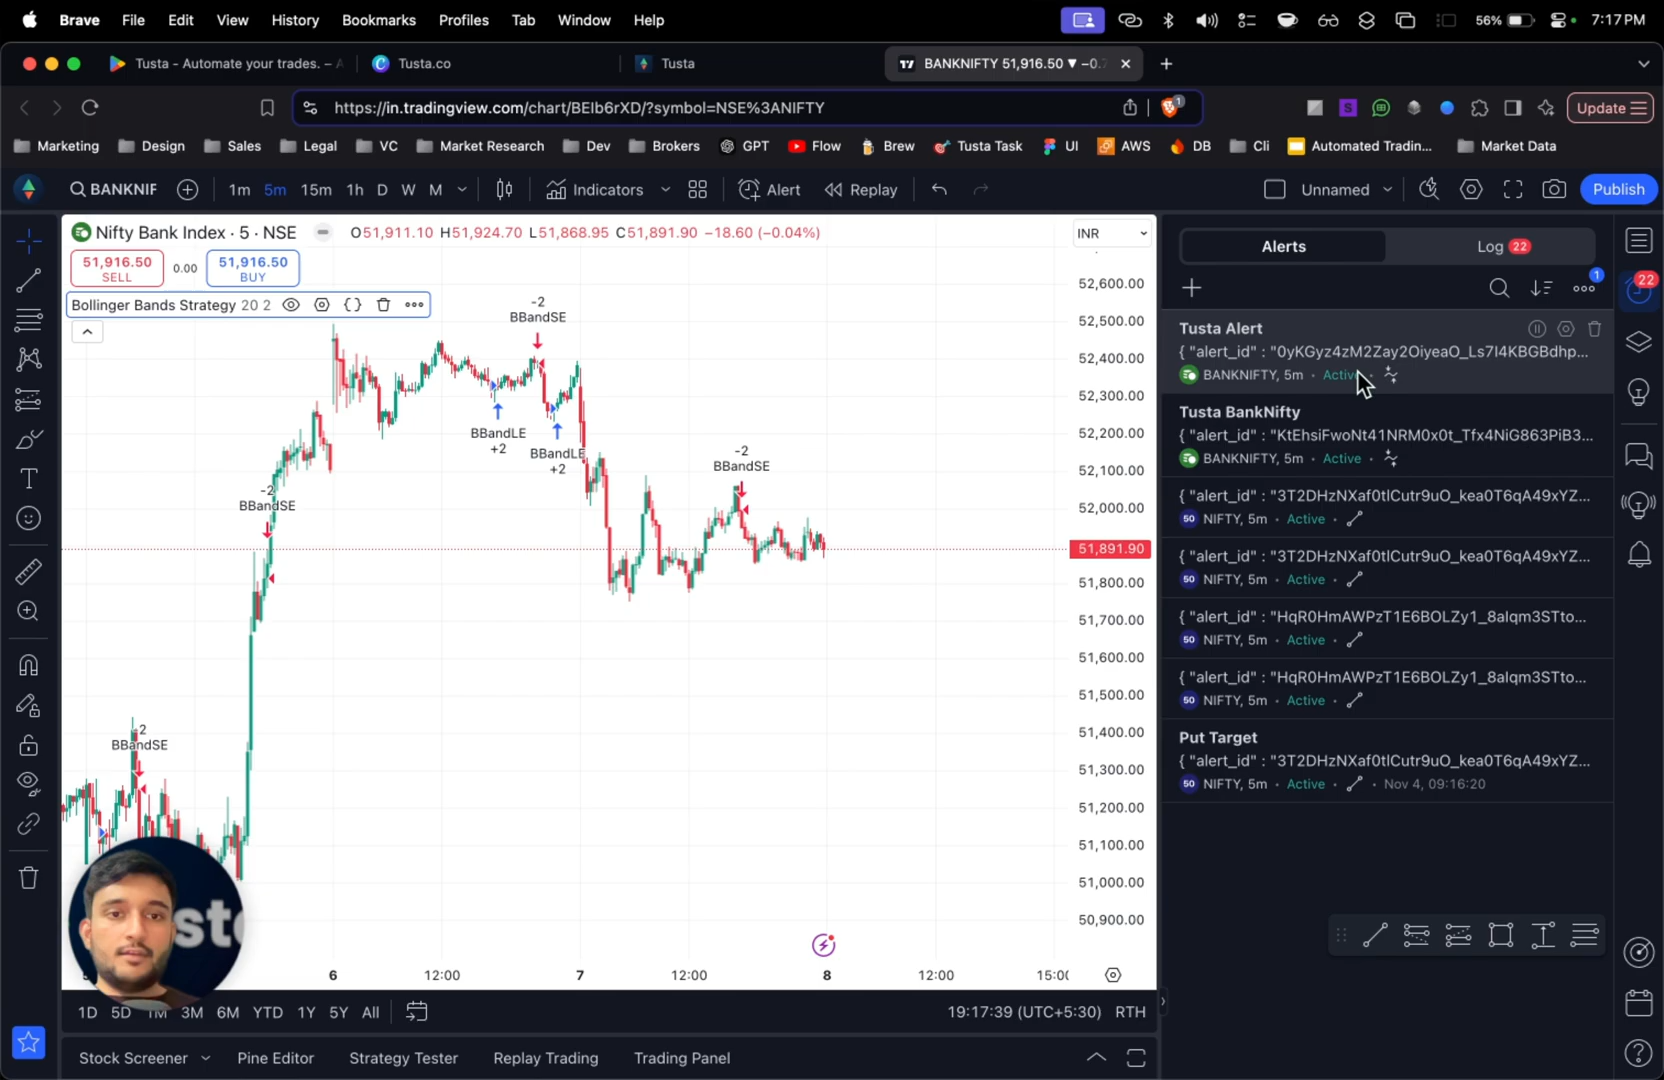 Brave File Edit View History Bookmarks Profiles Tab Window Help 56% 7:17 PM
Tusta - Automate your trades. – A Tusta.co Tusta BANKNIFTY 51,916.50 ▼ −0.
https://in.tradingview.com/chart/BEIb6rXD/?symbol=NSE%3ANIFTY 1 Update
Marketing Design Sales Legal VC Market Research Dev Brokers GPT Flow Brew Tusta Task UI AWS DB Cli Automated Tradin... Market Data
BANKNIF 1m 5m 15m 1h D W M Indicators Alert Replay Unnamed Publish
Nifty Bank Index · 5 · NSE O51,911.10 H51,924.70 L51,868.95 C51,891.90 −18.60 (−0.04%) INR
51,916.50 0.00 51,916.50
SELL BUY
Bollinger Bands Strategy 20 2
-2
BBandSE
BBandLE
+2
BBandLE
+2
-2
BBandSE
-2
BBandSE
-2
BBandSE
52,600.00
52,500.00
52,400.00
52,300.00
52,200.00
52,100.00
52,000.00
51,891.90
51,800.00
51,700.00
51,600.00
51,500.00
51,400.00
51,300.00
51,200.00
51,100.00
51,000.00
50,900.00
6 12:00 7 12:00 8 12:00 15:00
1D 5D 1M 3M 6M YTD 1Y 5Y All 19:17:39 (UTC+5:30) RTH
Stock Screener Pine Editor Strategy Tester Replay Trading Trading Panel
Alerts Log 22
1
22
Tusta Alert
{ "alert_id" : "0yKGyz4zM2Zay2OiyeaO_Ls7I4KBGBdhp...
BANKNIFTY, 5m · Active ·
Tusta BankNifty
{ "alert_id" : "KtEhsiFwoNt41NRM0x0t_Tfx4NiG863PiB3...
BANKNIFTY, 5m · Active ·
{ "alert_id" : "3T2DHzNXaf0tlCutr9uO_kea0T6qA49xYZ...
50 NIFTY, 5m · Active ·
{ "alert_id" : "3T2DHzNXaf0tlCutr9uO_kea0T6qA49xYZ...
50 NIFTY, 5m · Active ·
{ "alert_id" : "HqR0HmAWPzT1E6BOLZy1_8aIqm3STto...
50 NIFTY, 5m · Active ·
{ "alert_id" : "HqR0HmAWPzT1E6BOLZy1_8aIqm3STto...
50 NIFTY, 5m · Active ·
Put Target
{ "alert_id" : "3T2DHzNXaf0tlCutr9uO_kea0T6qA49xYZ...
50 NIFTY, 5m · Active · · Nov 4, 09:16:20